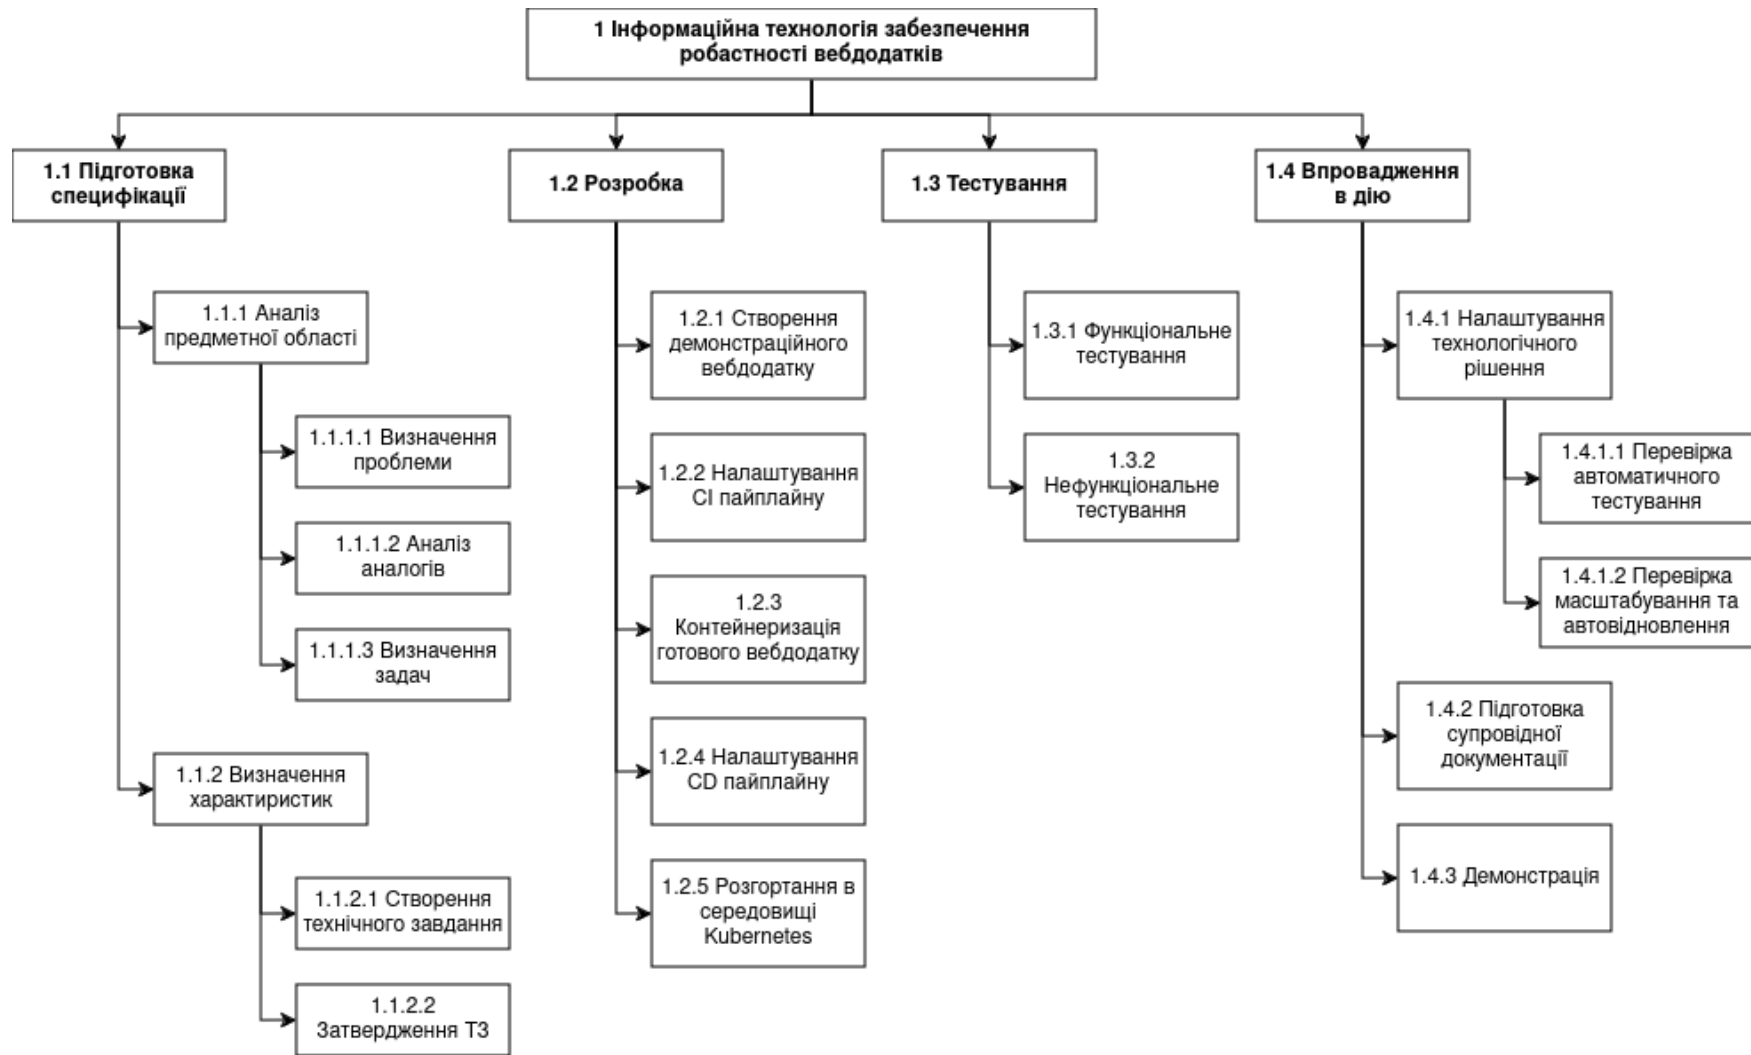 1 Інформаційна технологія забезпечення
робастності вебдодатків
1.1 Підготовка
специфікації
1.2 Розробка
1.3 Тестування
1.4 Впровадження
в дію
1.1.1 Аналіз
предметної області
1.1.1.1 Визначення
проблеми
1.1.1.2 Аналіз
аналогів
1.1.1.3 Визначення
задач
1.1.2 Визначення
характиристик
1.1.2.1 Створення
технічного завдання
1.1.2.2
Затвердження ТЗ
1.2.1 Створення
демонстраційного
вебдодатку
1.2.2 Налаштування
CI пайплайну
1.2.3
Контейнеризація
готового вебдодатку
1.2.4 Налаштування
CD пайплайну
1.2.5 Розгортання в
середовищі
Kubernetes
1.3.1 Функціональне
тестування
1.3.2
Нефункціональне
тестування
1.4.1 Налаштування
технологічного
рішення
1.4.1.1 Перевірка
автоматичного
тестування
1.4.1.2 Перевірка
масштабування та
автовідновлення
1.4.2 Підготовка
супровідної
документації
1.4.3 Демонстрація